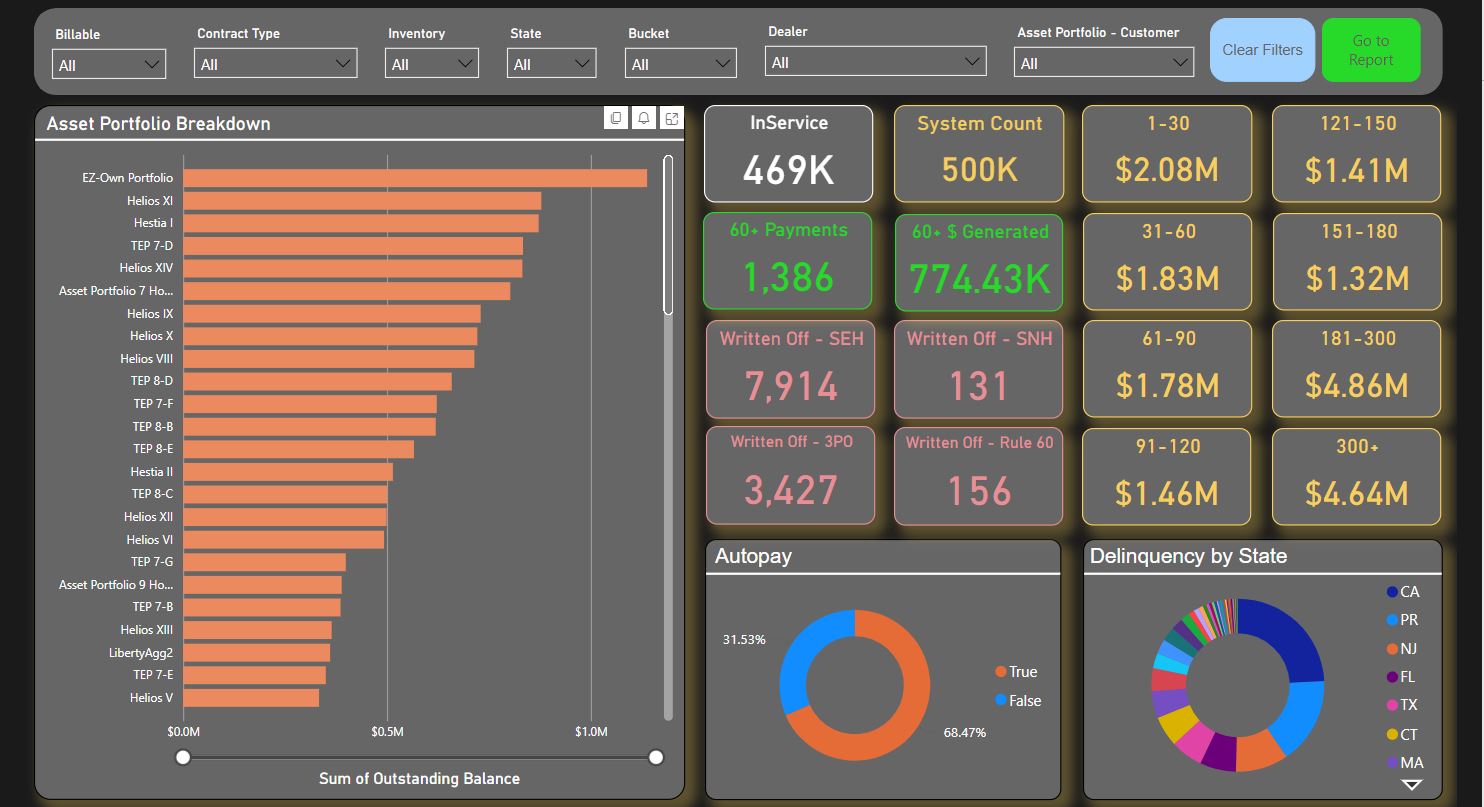 Billable
All
Contract Type
All
Inventory
All
State
All
Bucket
All
Dealer
All
Asset Portfolio - Customer
All
Clear Filters
Go to
Report
Asset Portfolio Breakdown
EZ-Own Portfolio
Helios XI
Hestia I
TEP 7-D
Helios XIV
Asset Portfolio 7 Ho...
Helios IX
Helios X
Helios VIII
TEP 8-D
TEP 7-F
TEP 8-B
TEP 8-E
Hestia II
TEP 8-C
Helios XII
Helios VI
TEP 7-G
Asset Portfolio 9 Ho...
TEP 7-B
Helios XIII
LibertyAgg2
TEP 7-E
Helios V
$0.0M
$0.5M
$1.0M
Sum of Outstanding Balance
InService
469K
System Count
500K
1-30
$2.08M
121-150
$1.41M
60+ Payments
1,386
60+ $ Generated
774.43K
31-60
$1.83M
151-180
$1.32M
Written Off - SEH
7,914
Written Off - SNH
131
61-90
$1.78M
181-300
$4.86M
Written Off - 3PO
3,427
Written Off - Rule 60
156
91-120
$1.46M
300+
$4.64M
Autopay
31.53%
68.47%
True
False
Delinquency by State
CA
PR
NJ
FL
TX
CT
MA